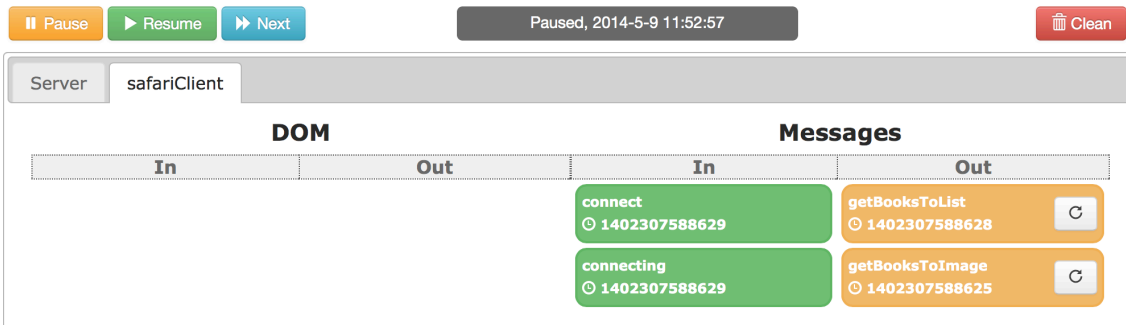 Pause Resume Next Paused, 2014-5-9 11:52:57 Clean
Server safariClient
DOM Messages
In Out In Out
connect getBooksToList
1402307588629 1402307588628
connecting getBooksToImage
1402307588629 1402307588625